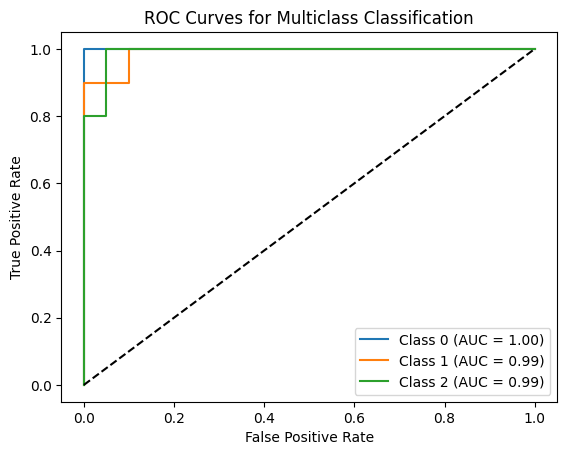 ROC Curves for Multiclass Classification
True Positive Rate
1.0
0.8
0.6
0.4
0.2
0.0
0.0 0.2 0.4 0.6 0.8 1.0
False Positive Rate
Class 0 (AUC = 1.00)
Class 1 (AUC = 0.99)
Class 2 (AUC = 0.99)